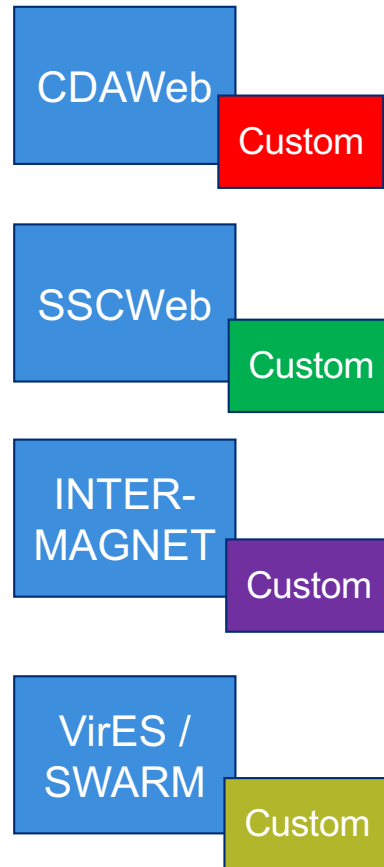 CDAWeb
Custom
SSCWeb
Custom
INTER-
MAGNET
Custom
VirES /
SWARM
Custom